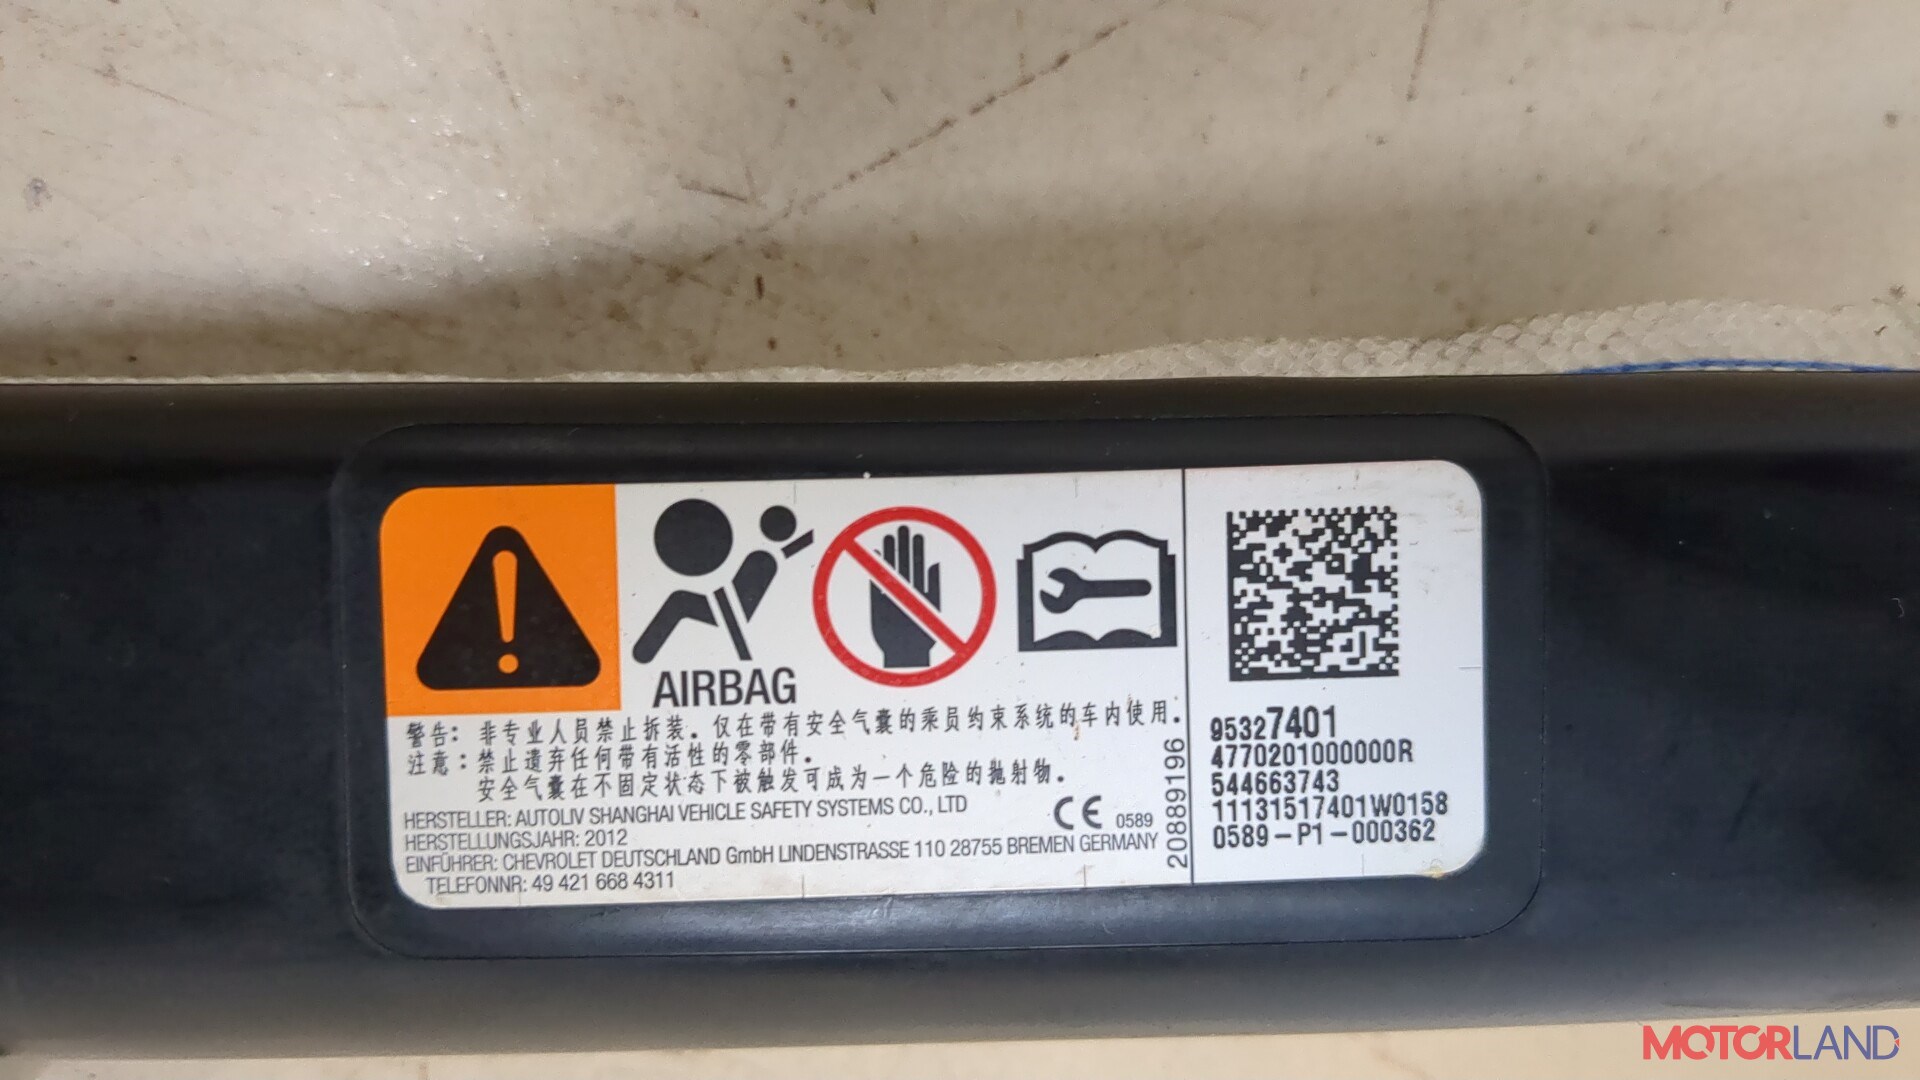 AIRBAG
警告: 非专业人员禁止拆装。仅在带有安全气囊的乘员约束系统的车内使用。
注意: 禁止遗弃任何带有活性的零部件。
安全气囊在不固定状态下被触发可成为一个危险的抛射物。
HERSTELLER: AUTOLIV SHANGHAI VEHICLE SAFETY SYSTEMS CO., LTD
HERSTELLUNGSJAHR: 2012
CE 0589
EINFÜHRER: CHEVROLET DEUTSCHLAND GmbH LINDENSTRASSE 110 28755 BREMEN GERMANY
TELEFONNR: 49 421 668 4311
20889196
95327401
4770201000000R
544663743
11131517401W0158
0589-P1-000362
MOTORLAND